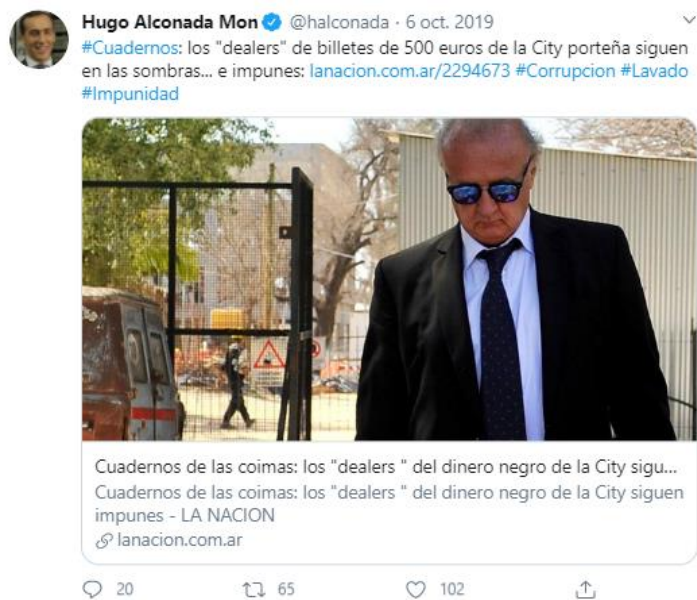 Hugo Alconada Mon @halconada · 6 oct. 2019
#Cuadernos: los "dealers" de billetes de 500 euros de la City porteña siguen
en las sombras... e impunes: lanacion.com.ar/2294673 #Corrupcion #Lavado
#Impunidad
Cuadernos de las coimas: los "dealers " del dinero negro de la City sigu...
Cuadernos de las coimas: los "dealers " del dinero negro de la City siguen
impunes - LA NACION
lanacion.com.ar
20 65 102